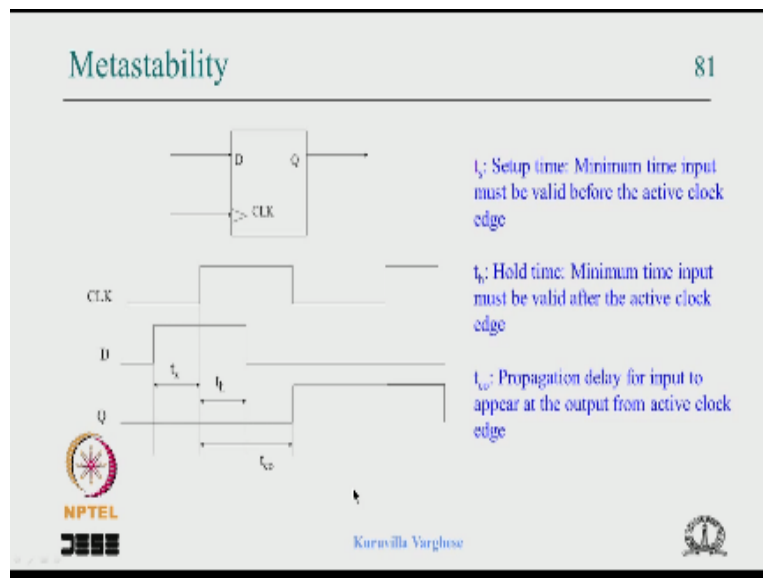 Metastability
81
D
Q
CLK
CLK
D
Q
ts
th
tco
ts: Setup time: Minimum time input
must be valid before the active clock
edge
th: Hold time: Minimum time input
must be valid after the active clock
edge
tco: Propagation delay for input to
appear at the output from active clock
edge
NPTEL
Kuruvilla Varghese